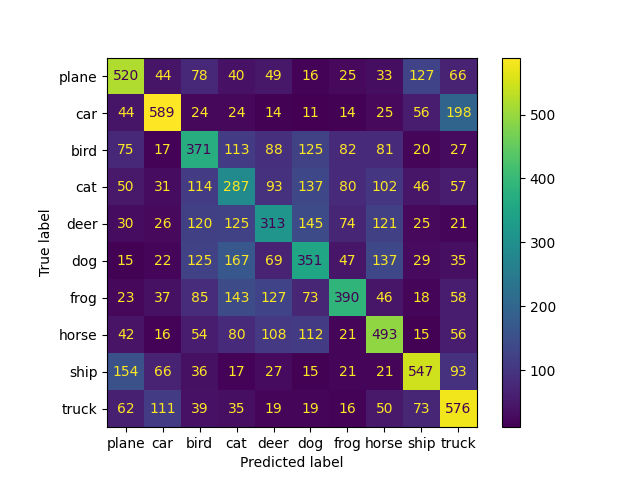 plane 520 44 78 40 49 16 25 33 127 66
car 44 589 24 24 14 11 14 25 56 198
bird 75 17 371 113 88 125 82 81 20 27
cat 50 31 114 287 93 137 80 102 46 57
deer 30 26 120 125 313 145 74 121 25 21
dog 15 22 125 167 69 351 47 137 29 35
frog 23 37 85 143 127 73 390 46 18 58
horse 42 16 54 80 108 112 21 493 15 56
ship 154 66 36 17 27 15 21 21 547 93
truck 62 111 39 35 19 19 16 50 73 576
plane car bird cat deer dog frog horse ship truck
Predicted label
True label
500
400
300
200
100